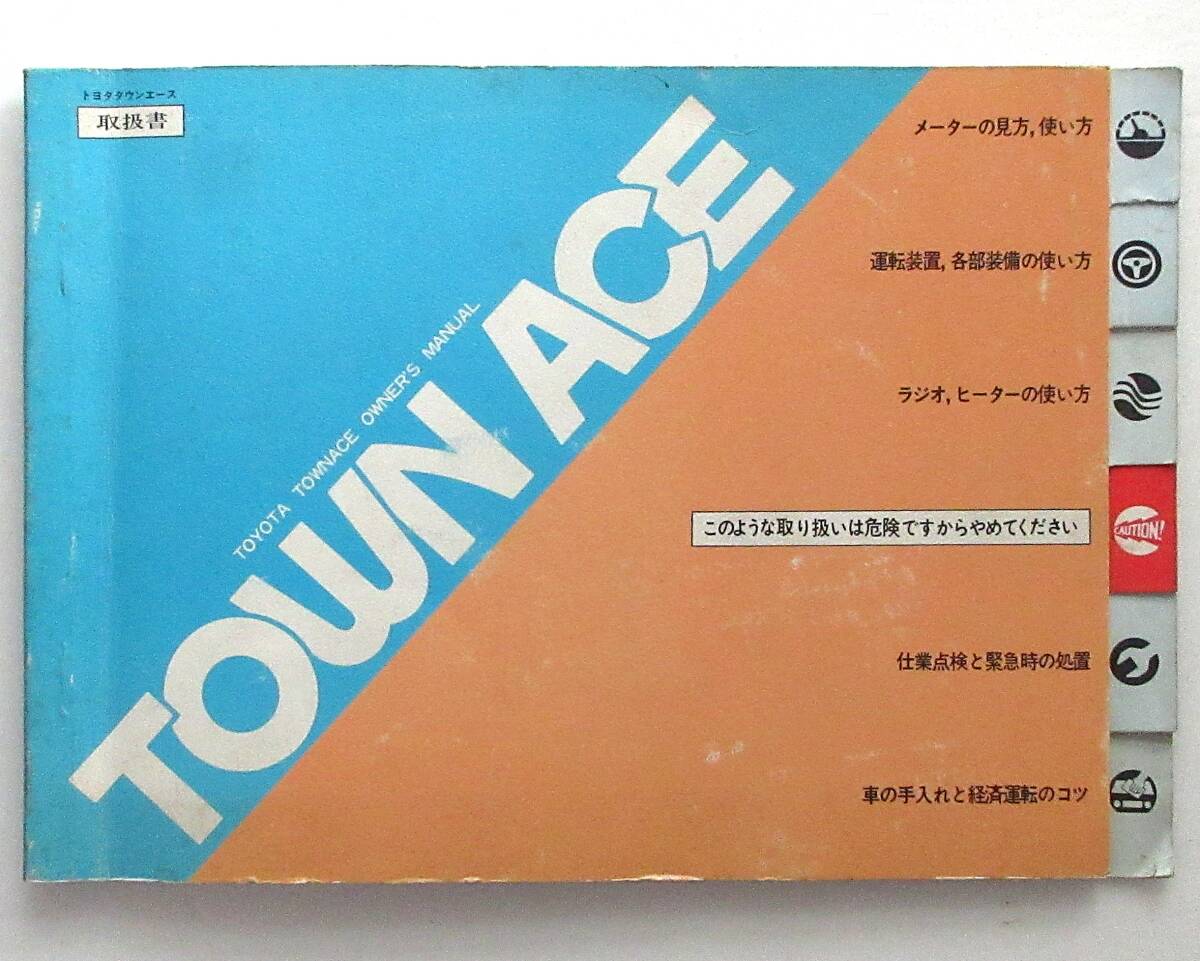 トヨタタウンエース
取扱書
TOYOTA TOWNACE OWNER'S MANUAL
TOWN ACE
メーターの見方,使い方
運転装置,各部装備の使い方
ラジオ,ヒーターの使い方
このような取り扱いは危険ですからやめてください
CAUTION!
仕業点検と緊急時の処置
車の手入れと経済運転のコツ